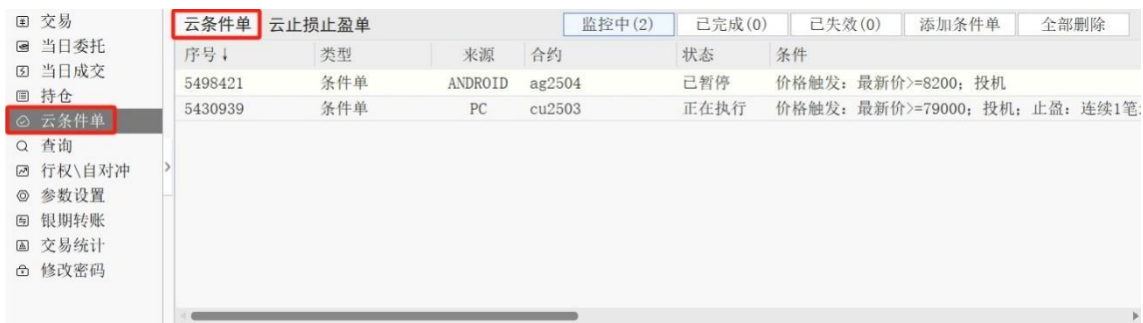 交易
当日委托
当日成交
持仓
云条件单
查询
行权\自对冲
参数设置
银期转账
交易统计
修改密码
云条件单 云止损止盈单 监控中(2) 已完成(0) 已失效(0) 添加条件单 全部删除
序号↓ 类型 来源 合约 状态 条件
5498421 条件单 ANDROID ag2504 已暂停 价格触发: 最新价>=8200; 投机
5430939 条件单 PC cu2503 正在执行 价格触发: 最新价>=79000; 投机; 止盈: 连续1笔